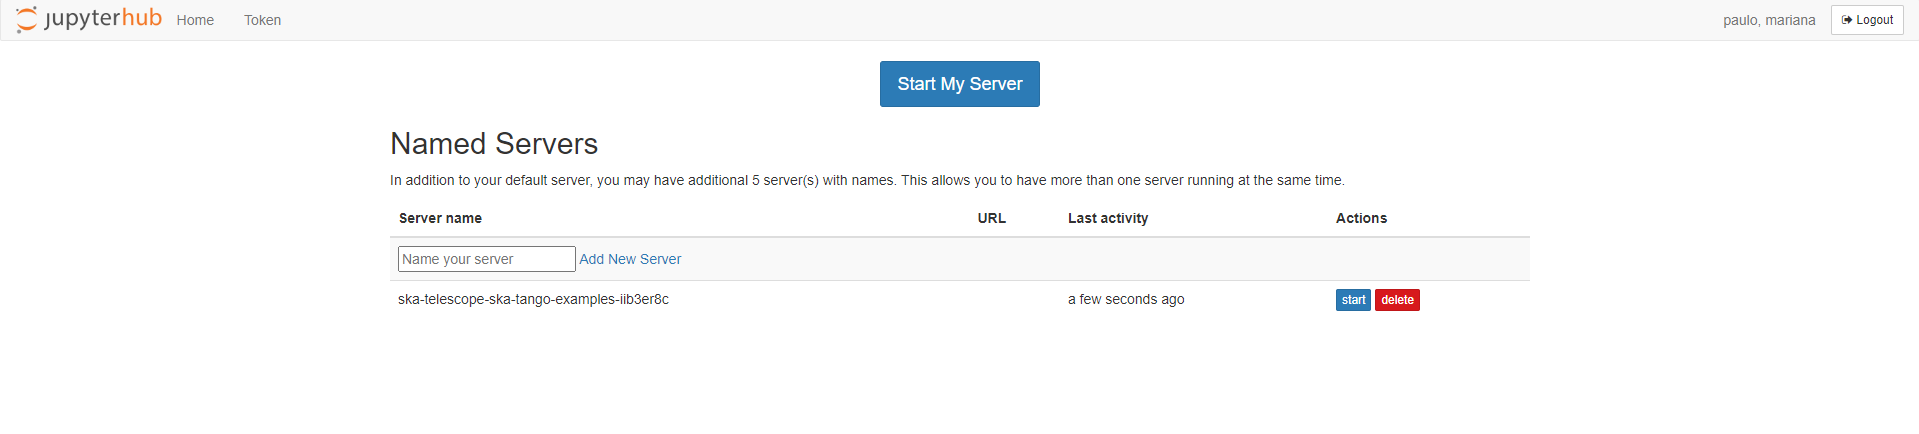 jupyterhub Home Token paulo, mariana Logout
Start My Server
Named Servers
In addition to your default server, you may have additional 5 server(s) with names. This allows you to have more than one server running at the same time.
Server name URL Last activity Actions
Name your server Add New Server
ska-telescope-ska-tango-examples-iib3er8c a few seconds ago start delete